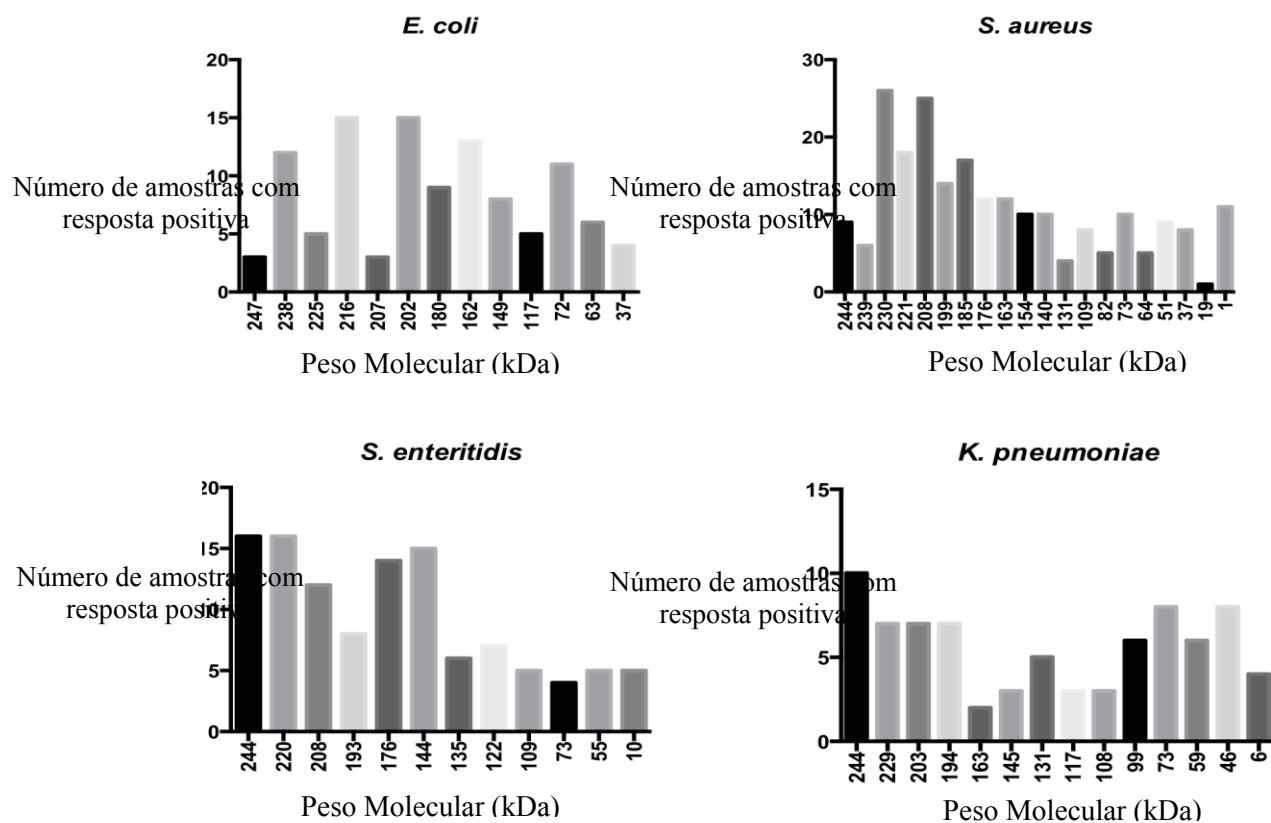 E. coli
20
15
10
5
0
Número de amostras com
resposta positiva
247 238 225 216 207 202 180 162 149 117 72 63 37
Peso Molecular (kDa)
S. aureus
30
20
10
0
Número de amostras com
resposta positiva
244 239 230 221 208 199 185 176 163 154 140 131 109 82 73 64 51 37 19 1
Peso Molecular (kDa)
S. enteritidis
20
15
10
5
0
Número de amostras com
resposta positiva
244 220 208 193 176 144 135 122 109 73 55 10
Peso Molecular (kDa)
K. pneumoniae
15
10
5
0
Número de amostras com
resposta positiva
244 229 203 194 163 145 131 117 108 99 73 59 46 6
Peso Molecular (kDa)